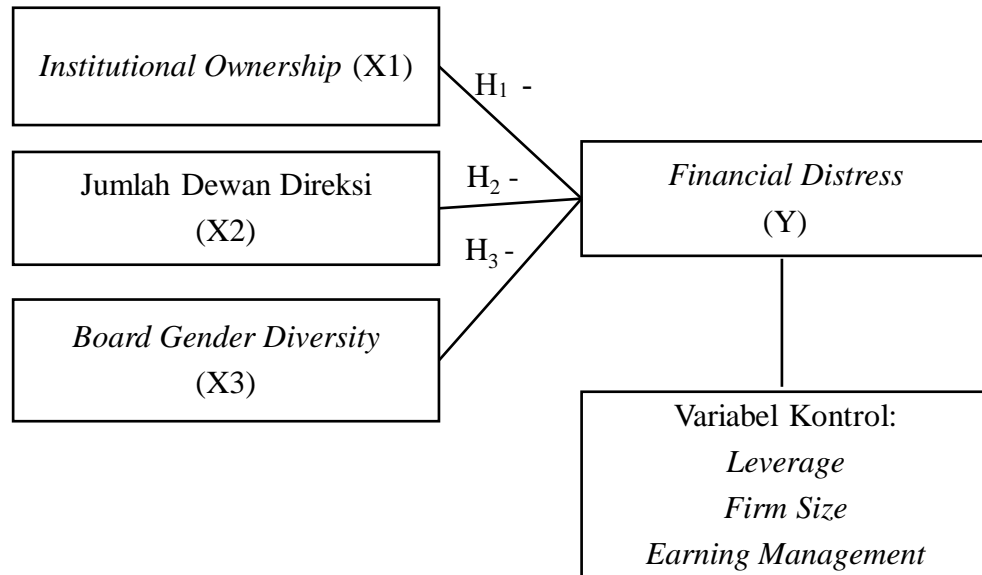 Institutional Ownership (X1)
H1 -
Jumlah Dewan Direksi
(X2)
H2 -
Board Gender Diversity
(X3)
H3 -
Financial Distress
(Y)
Variabel Kontrol:
Leverage
Firm Size
Earning Management